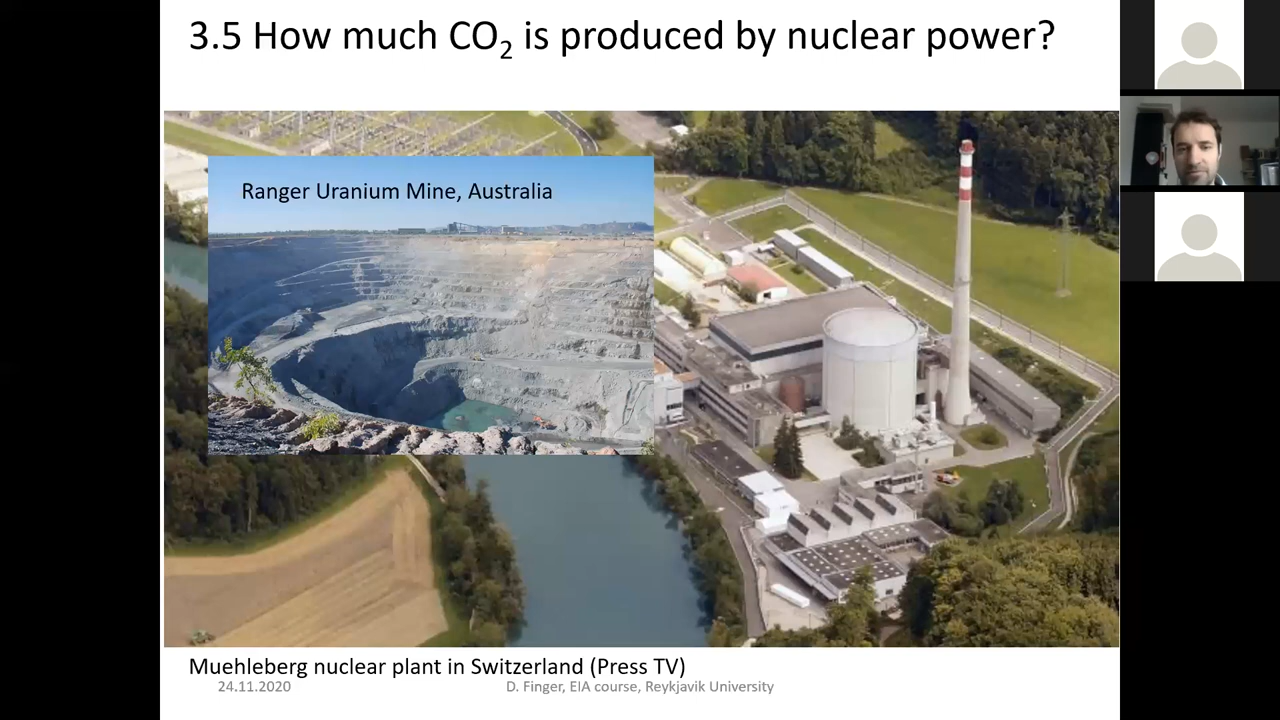 3.5 How much CO₂ is produced by nuclear power?
Ranger Uranium Mine, Australia
Muehleberg nuclear plant in Switzerland (Press TV)
24.11.2020
D. Finger, EIA course, Reykjavik University